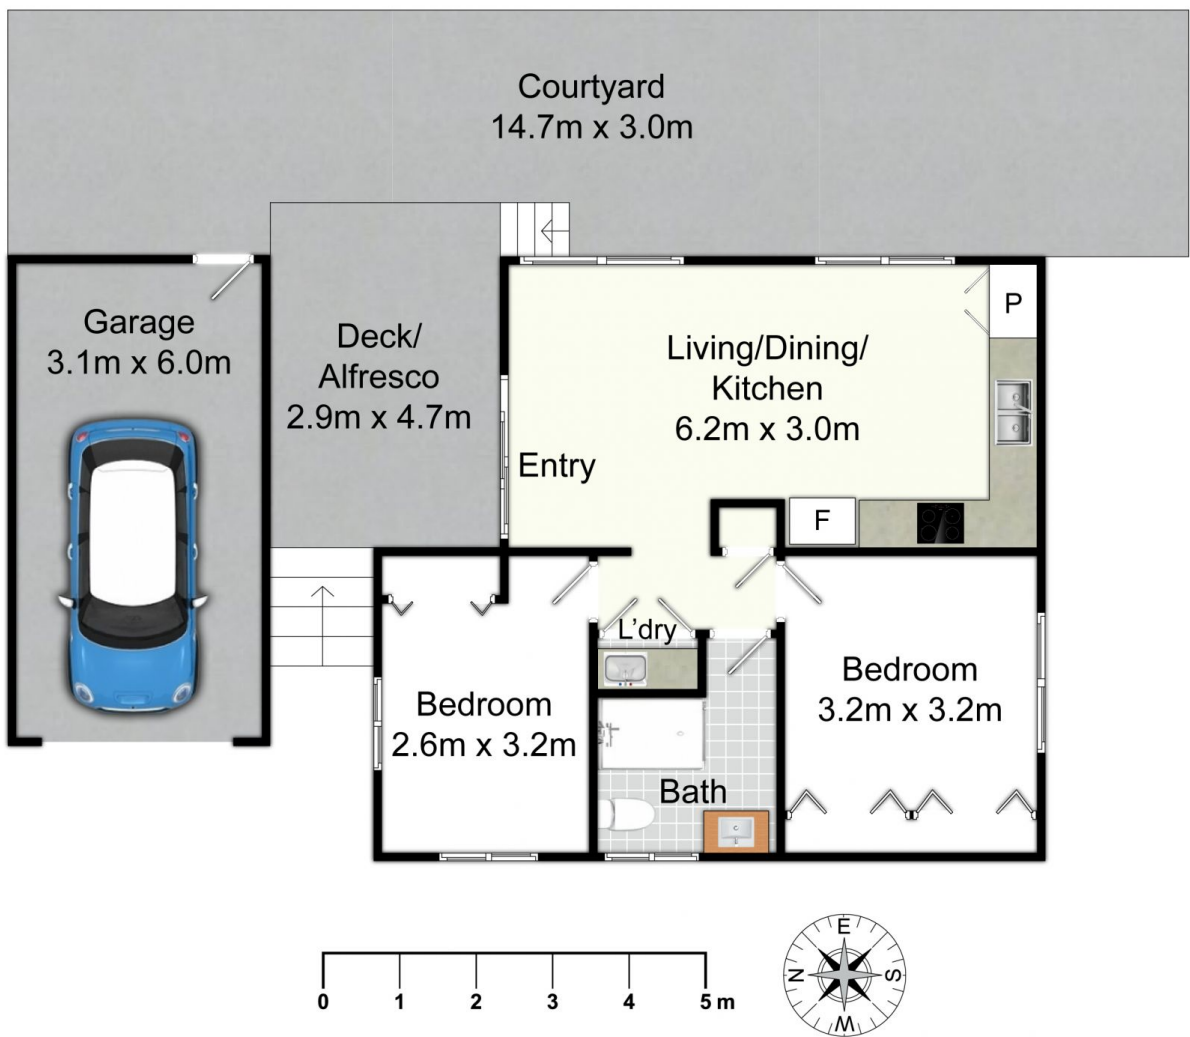 Courtyard
14.7m x 3.0m
Garage
3.1m x 6.0m
Deck/
Alfresco
2.9m x 4.7m
Living/Dining/
Kitchen
6.2m x 3.0m
P
Entry
F
L'dry
Bedroom
2.6m x 3.2m
Bath
Bedroom
3.2m x 3.2m
0 1 2 3 4 5 m
E
N S
W